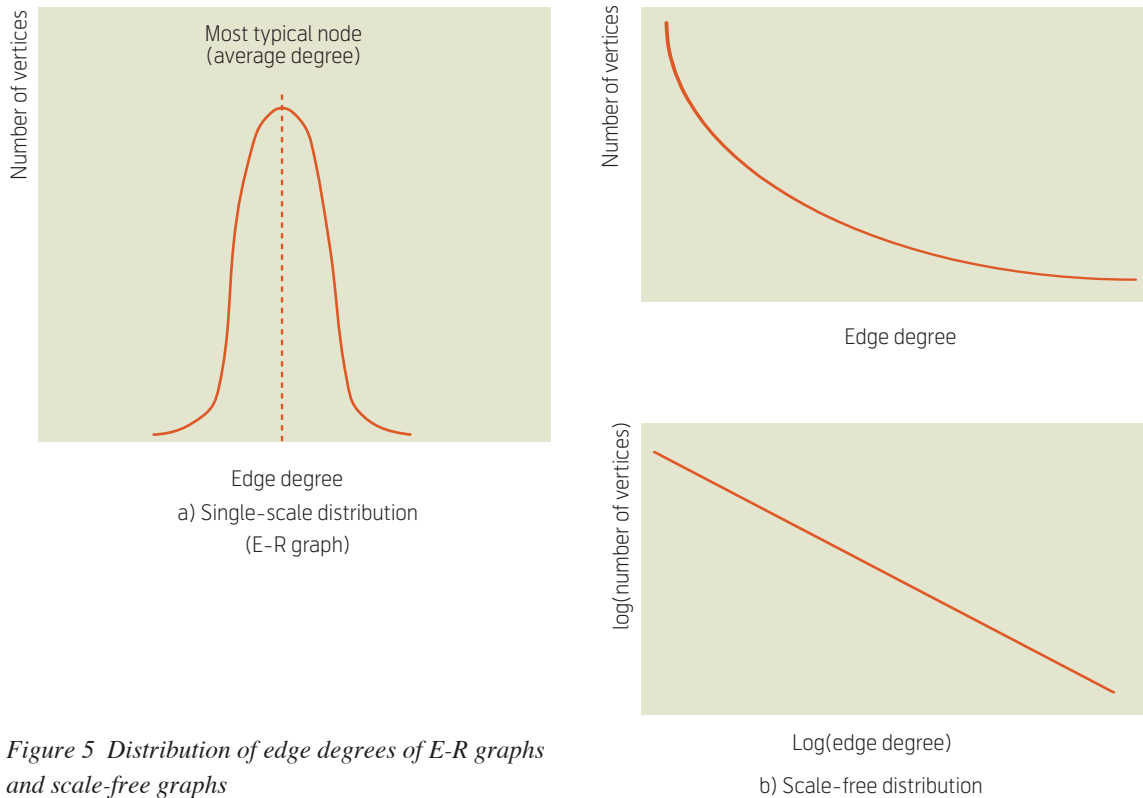 Number of vertices
Most typical node
(average degree)
Edge degree
a) Single-scale distribution
(E-R graph)
Number of vertices
Edge degree
log(number of vertices)
Log(edge degree)
b) Scale-free distribution
Figure 5 Distribution of edge degrees of E-R graphs
and scale-free graphs